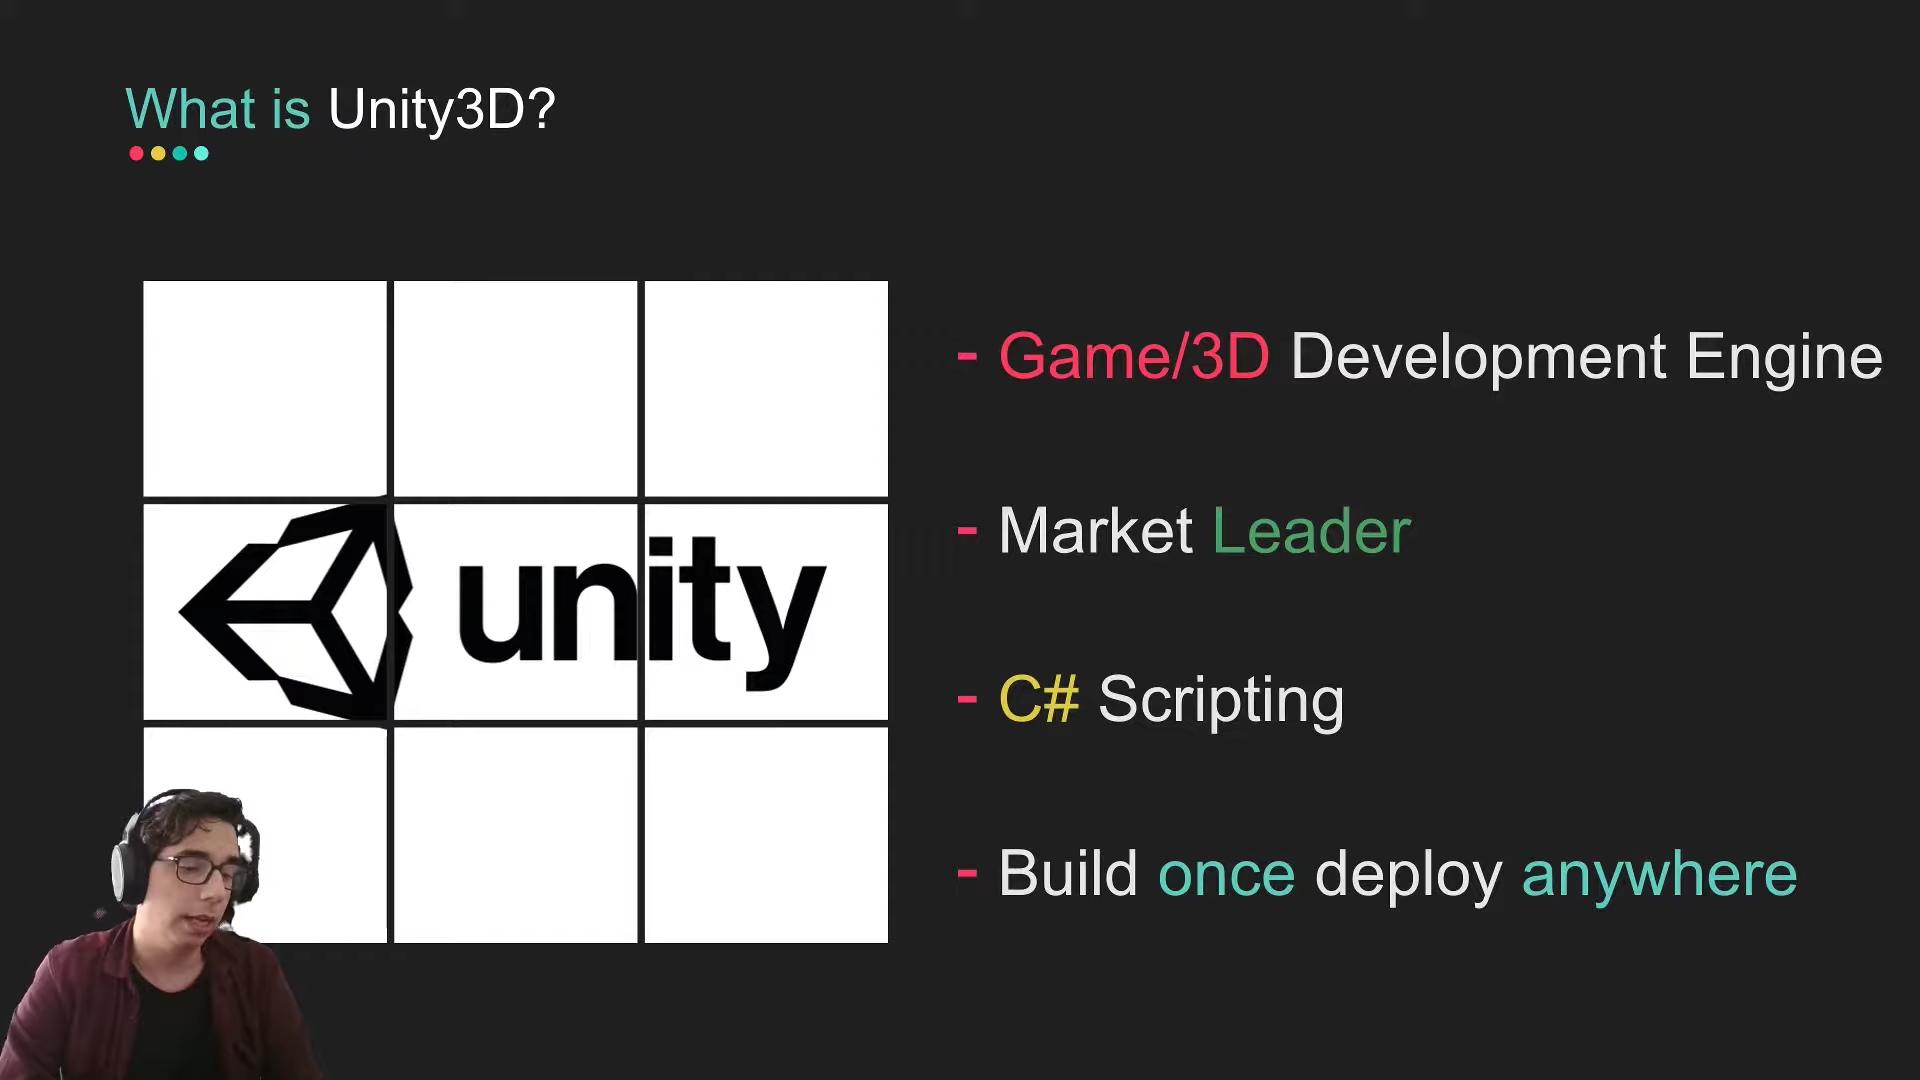 What is Unity3D?
unity
- Game/3D Development Engine
- Market Leader
- C# Scripting
- Build once deploy anywhere